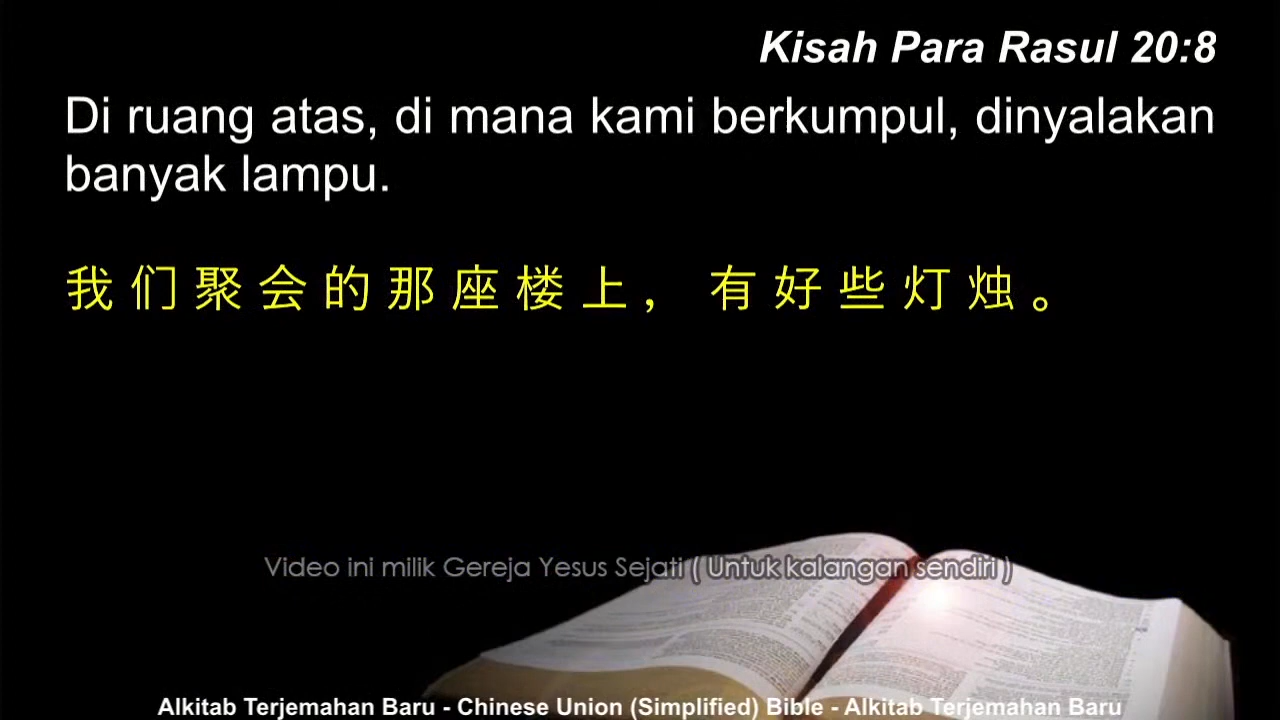 Kisah Para Rasul 20:8
Di ruang atas, di mana kami berkumpul, dinyalakan
banyak lampu.
我们聚会的那座楼上，有好些灯烛。
Video ini milik Gereja Yesus Sejati ( Untuk kalangan sendiri )
Alkitab Terjemahan Baru - Chinese Union (Simplified) Bible - Alkitab Terjemahan Baru